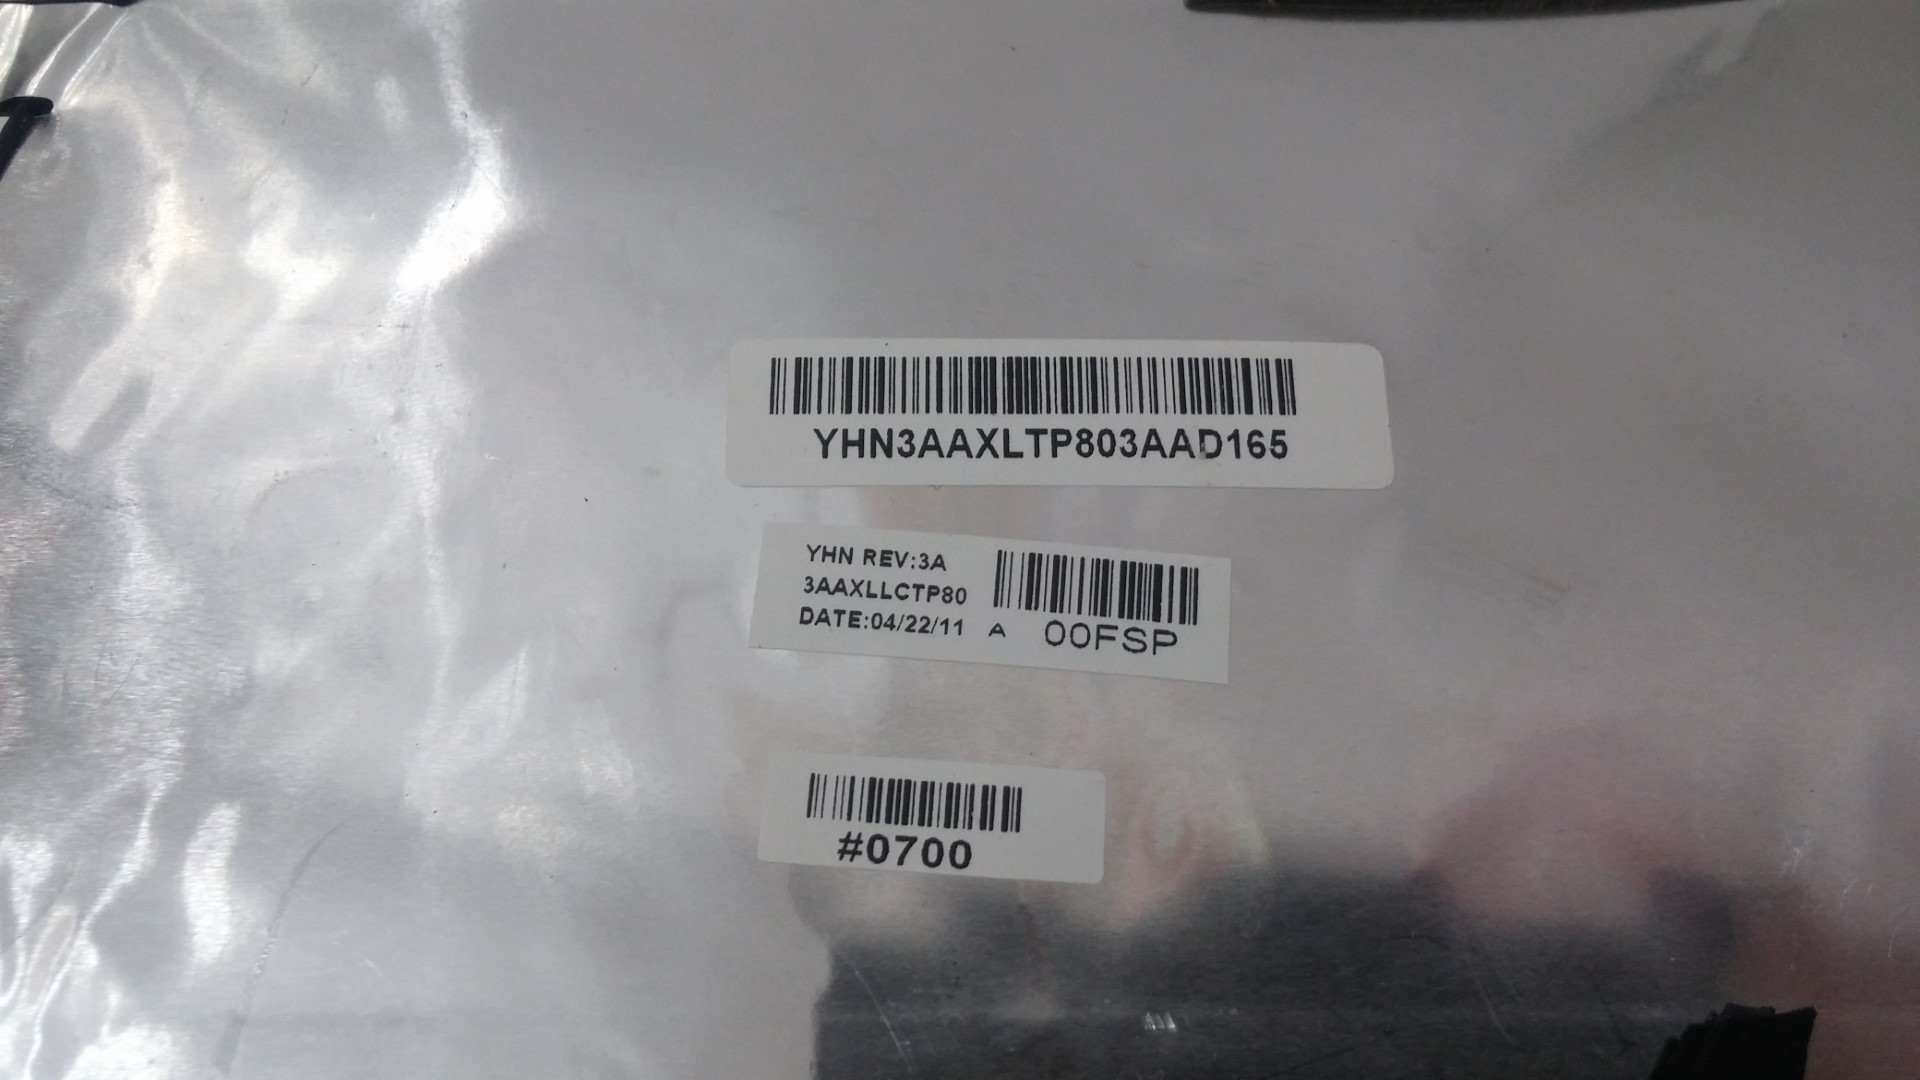 YHN3AAXLTP803AAD165
YHN REV:3A
3AAXLLCTP80
DATE:04/22/11 A 00FSP
#0700